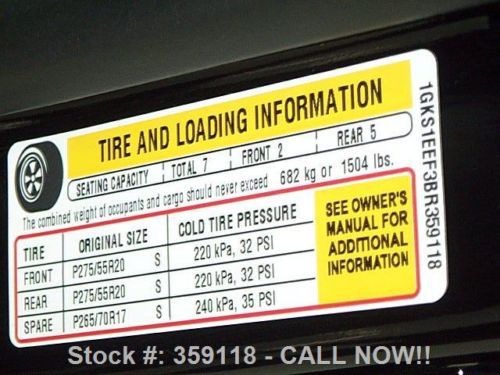 TIRE AND LOADING INFORMATION
SEATING CAPACITY TOTAL 7 FRONT 2 REAR 5
The combined weight of occupants and cargo should never exceed 682 kg or 1504 lbs.
TIRE ORIGINAL SIZE COLD TIRE PRESSURE
FRONT P275/55R20 S 220 kPa, 32 PSI
REAR P275/55R20 S 220 kPa, 32 PSI
SPARE P265/70R17 S 240 kPa, 35 PSI
SEE OWNER'S
MANUAL FOR
ADDITIONAL
INFORMATION
1GKS1EEF3BR359118
Stock #: 359118 - CALL NOW!!